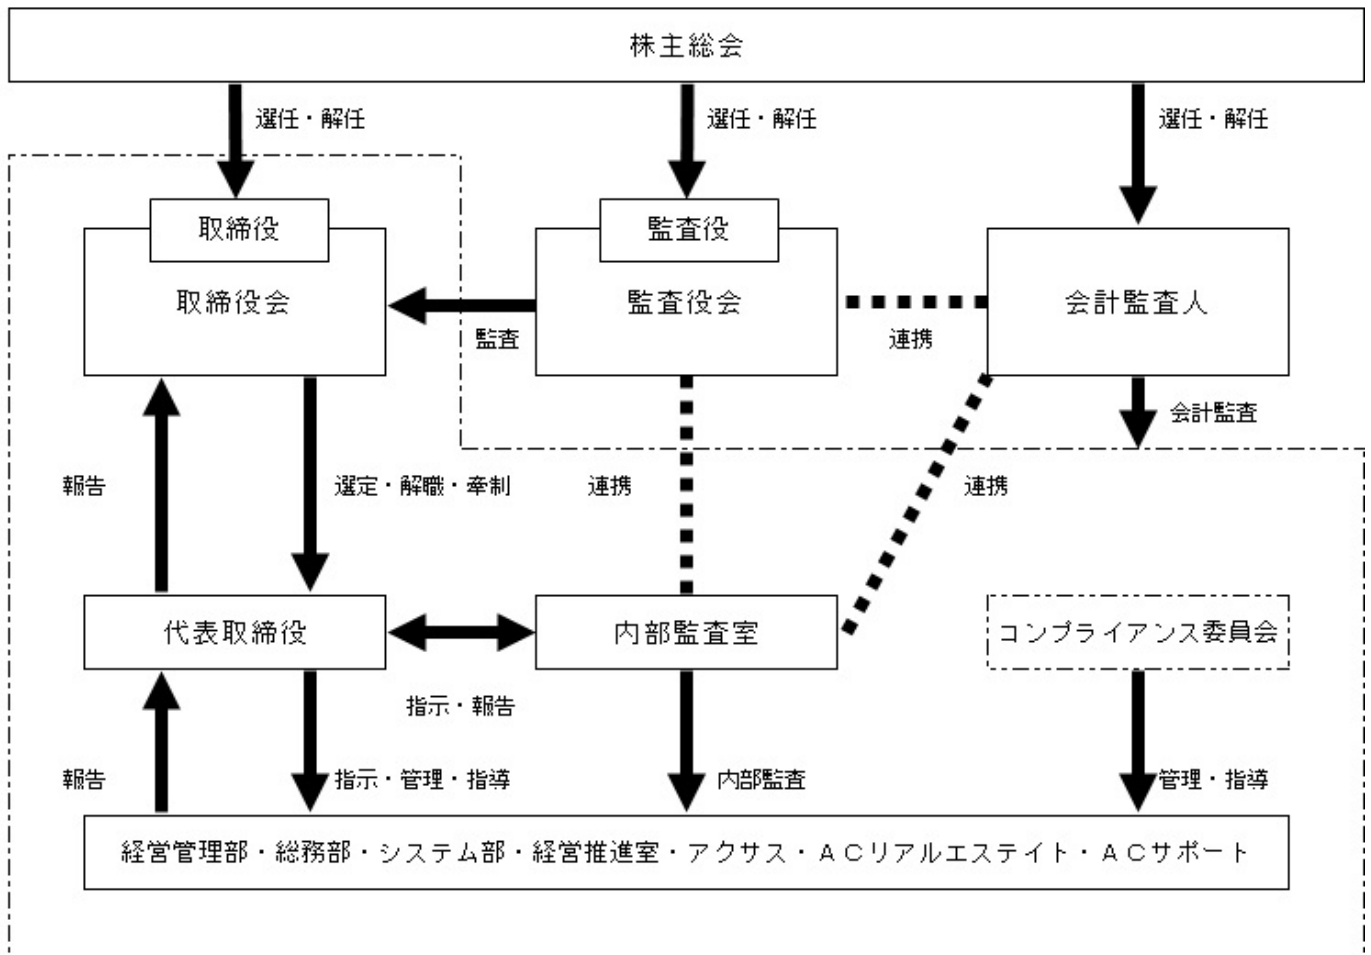 株主総会
選任・解任
選任・解任
選任・解任
取締役
監査役
取締役会
監査役会
会計監査人
監査
連携
会計監査
報告
選定・解職・牽制
連携
連携
代表取締役
内部監査室
コンプライアンス委員会
指示・報告
報告
指示・管理・指導
内部監査
管理・指導
経営管理部・総務部・システム部・経営推進室・アクサス・ACリアルエステイト・ACサポート